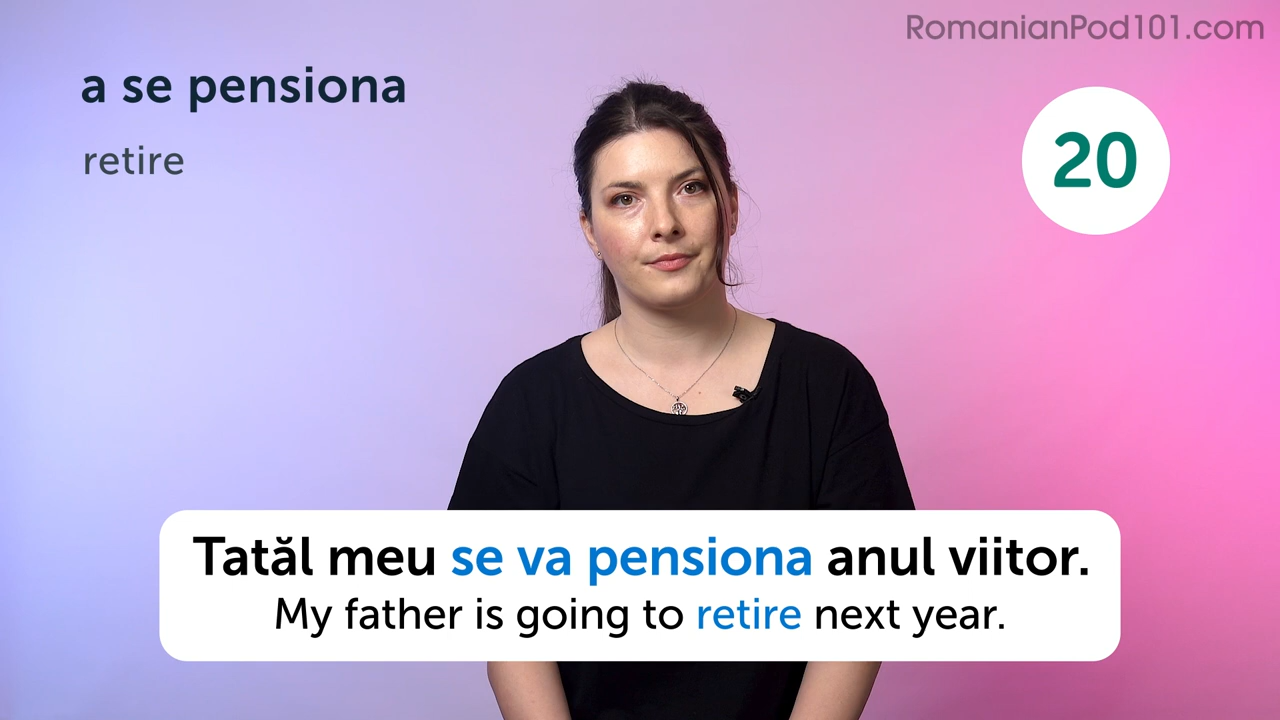 RomanianPod101.com
a se pensiona
retire
20
Tatăl meu se va pensiona anul viitor.
My father is going to retire next year.